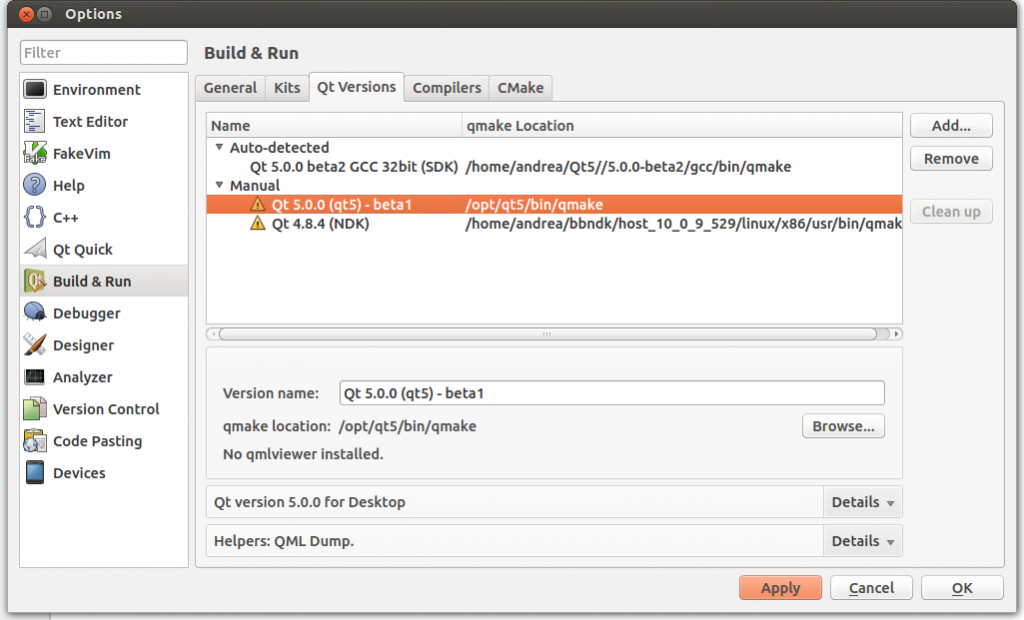 Options
Filter
Environment
Text Editor
FakeVim
Help
C++
Qt Quick
Build & Run
Debugger
Designer
Analyzer
Version Control
Code Pasting
Devices
Build & Run
General Kits Qt Versions Compilers CMake
Name qmake Location
Auto-detected
Qt 5.0.0 beta2 GCC 32bit (SDK) /home/andrea/Qt5//5.0.0-beta2/gcc/bin/qmake
Manual
Qt 5.0.0 (qt5) - beta1 /opt/qt5/bin/qmake
Qt 4.8.4 (NDK) /home/andrea/bbndk/host_10_0_9_529/linux/x86/usr/bin/qmak
Add...
Remove
Clean up
Version name: Qt 5.0.0 (qt5) - beta1
qmake location: /opt/qt5/bin/qmake Browse...
No qmlviewer installed.
Qt version 5.0.0 for Desktop Details
Helpers: QML Dump. Details
Apply Cancel OK